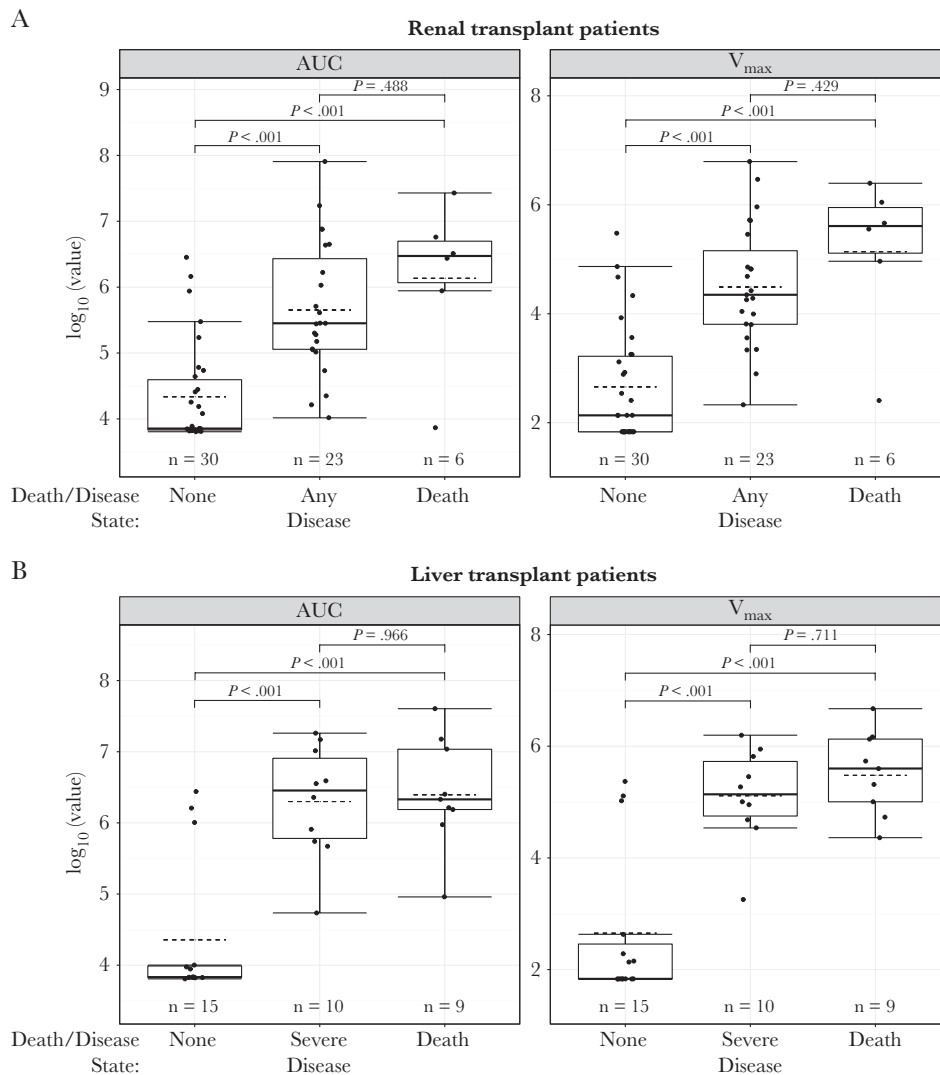 A
Renal transplant patients
AUC
V_max
P = .488
P < .001
P < .001
P = .429
P < .001
P < .001
log10 (value)
9
8
7
6
5
4
8
6
4
2
n = 30 n = 23 n = 6
n = 30 n = 23 n = 6
Death/Disease State:
None Any Disease Death
None Any Disease Death
B
Liver transplant patients
AUC
Vmax
P = .966
P < .001
P < .001
P = .711
P < .001
P < .001
log10 (value)
8
7
6
5
4
8
6
4
2
n = 15 n = 10 n = 9
n = 15 n = 10 n = 9
Death/Disease State:
None Severe Disease Death
None Severe Disease Death